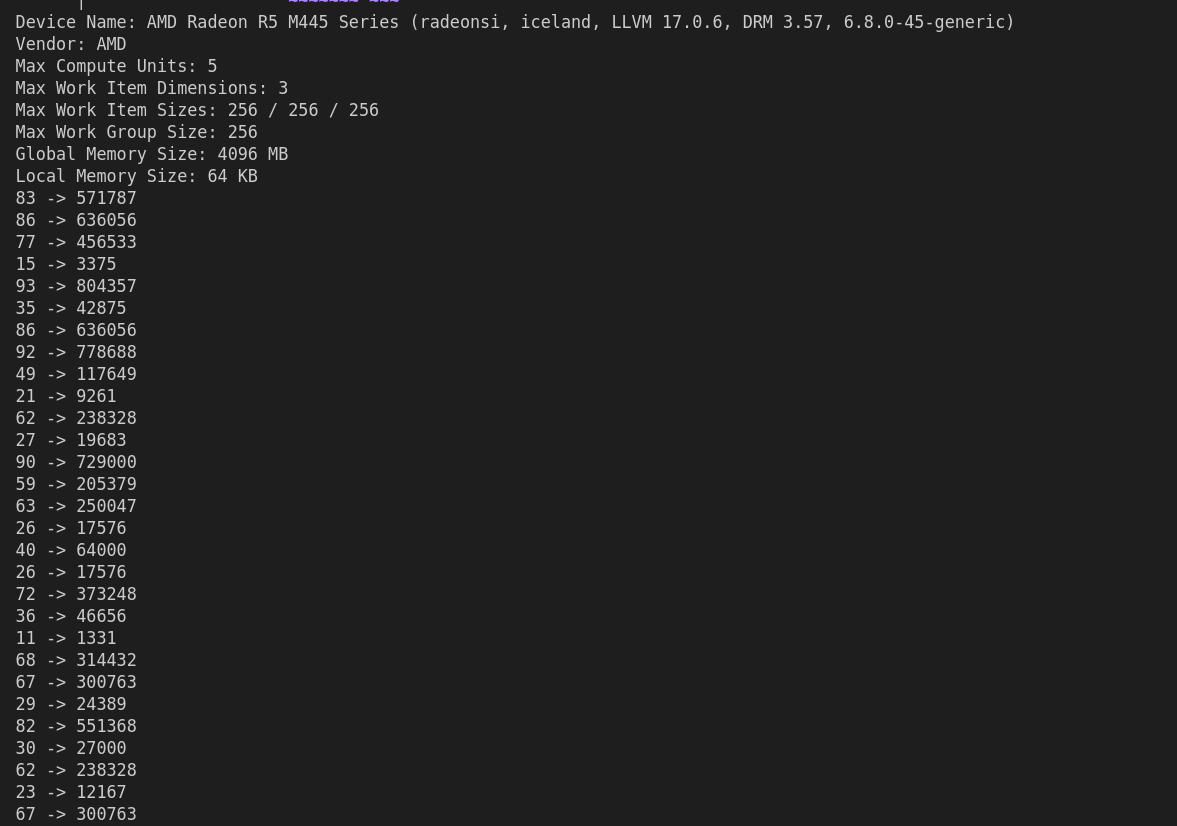 Device Name: AMD Radeon R5 M445 Series (radeonsi, iceland, LLVM 17.0.6, DRM 3.57, 6.8.0-45-generic)
Vendor: AMD
Max Compute Units: 5
Max Work Item Dimensions: 3
Max Work Item Sizes: 256 / 256 / 256
Max Work Group Size: 256
Global Memory Size: 4096 MB
Local Memory Size: 64 KB
83 -> 571787
86 -> 636056
77 -> 456533
15 -> 3375
93 -> 804357
35 -> 42875
86 -> 636056
92 -> 778688
49 -> 117649
21 -> 9261
62 -> 238328
27 -> 19683
90 -> 729000
59 -> 205379
63 -> 250047
26 -> 17576
40 -> 64000
26 -> 17576
72 -> 373248
36 -> 46656
11 -> 1331
68 -> 314432
67 -> 300763
29 -> 24389
82 -> 551368
30 -> 27000
62 -> 238328
23 -> 12167
67 -> 300763